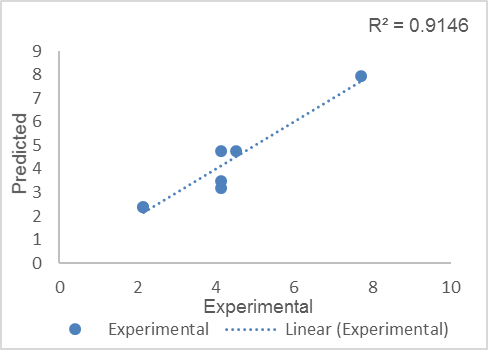 R² = 0.9146
9
8
7
6
5
4
3
2
1
0
Predicted
0 2 4 6 8 10
Experimental
Experimental Linear (Experimental)